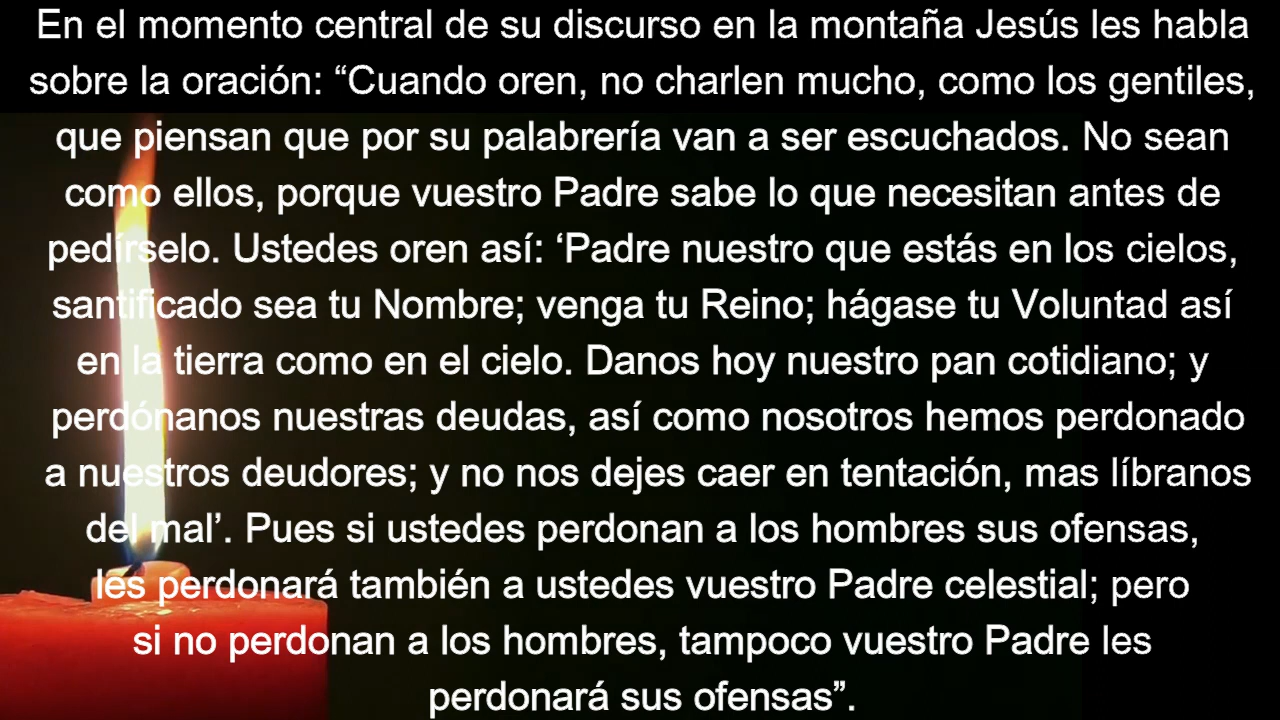 En el momento central de su discurso en la montaña Jesús les habla
sobre la oración: “Cuando oren, no charlen mucho, como los gentiles,
que piensan que por su palabrería van a ser escuchados. No sean
como ellos, porque vuestro Padre sabe lo que necesitan antes de
pedírselo. Ustedes oren así: ‘Padre nuestro que estás en los cielos,
santificado sea tu Nombre; venga tu Reino; hágase tu Voluntad así
en la tierra como en el cielo. Danos hoy nuestro pan cotidiano; y
perdónanos nuestras deudas, así como nosotros hemos perdonado
a nuestros deudores; y no nos dejes caer en tentación, mas líbranos
del mal’. Pues si ustedes perdonan a los hombres sus ofensas,
les perdonará también a ustedes vuestro Padre celestial; pero
si no perdonan a los hombres, tampoco vuestro Padre les
perdonará sus ofensas”.